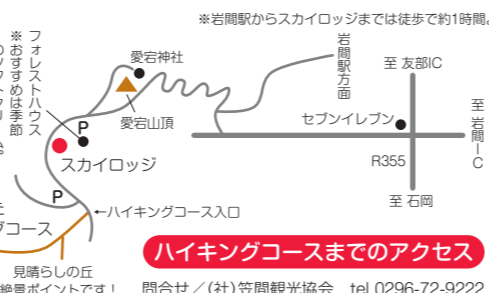 ※岩間駅からスカイロッジまでは徒歩で約1時間。
岩間駅方面
至 友部IC
愛宕神社
フォレストハウス
※おすすめは季節
愛宕山頂
セブンイレブン
至 岩間IC
P
スカイロッジ
R355
P
至 石岡
←ハイキングコース入口
コース
ハイキングコースまでのアクセス
見晴らしの丘
絶景ポイントです!
問合せ/(社)笠間観光協会 tel 0296-72-9222